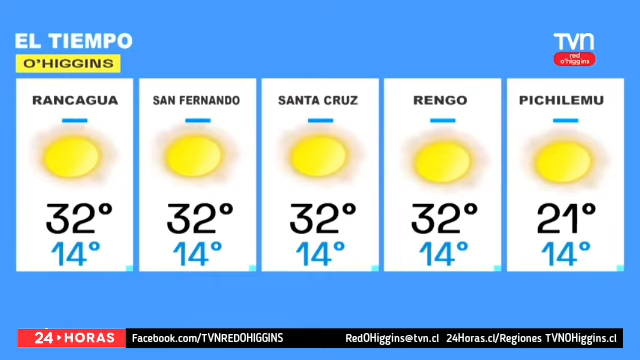 EL TIEMPO
O'HIGGINS
TVN
red
o'higgins
RANCAGUA
32°
14°
SAN FERNANDO
32°
14°
SANTA CRUZ
32°
14°
RENGO
32°
14°
PICHILEMU
21°
14°
24 HORAS
Facebook.com/TVNREDOHIGGINS
RedOHiggins@tvn.cl
24Horas.cl/Regiones
TVNOHiggins.cl